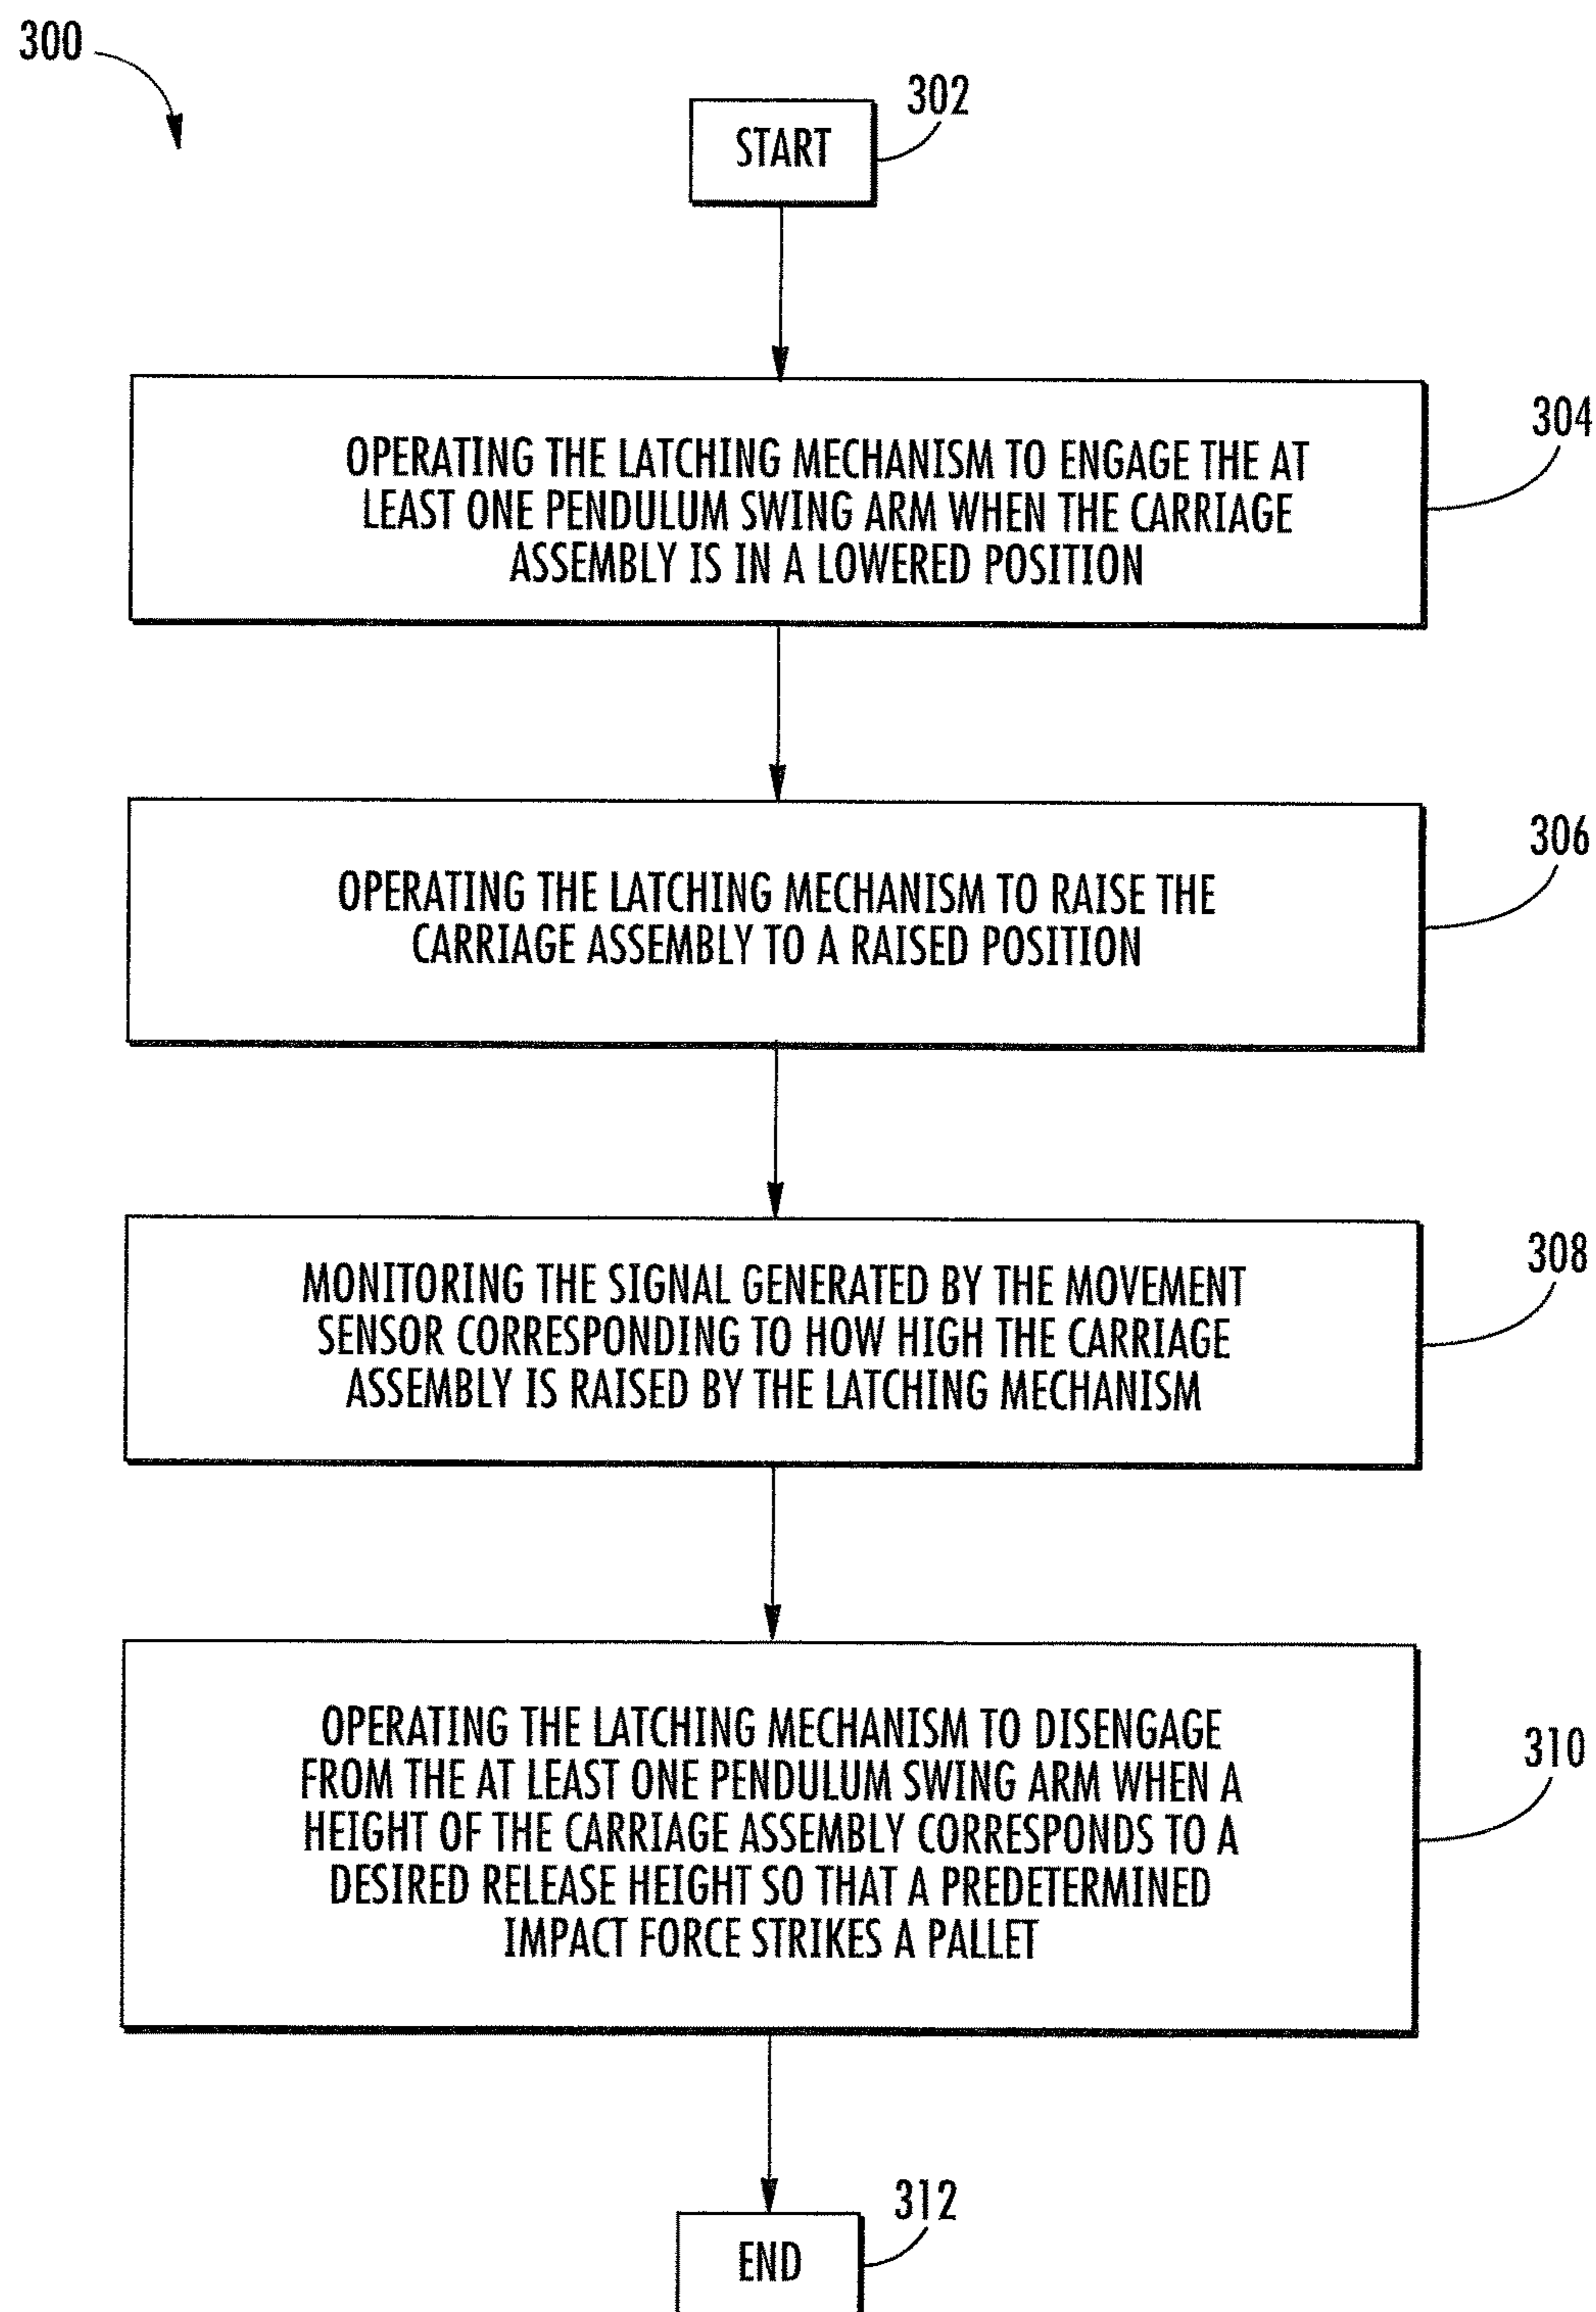 300
302
START
304
OPERATING THE LATCHING MECHANISM TO ENGAGE THE AT
LEAST ONE PENDULUM SWING ARM WHEN THE CARRIAGE
ASSEMBLY IS IN A LOWERED POSITION
306
OPERATING THE LATCHING MECHANISM TO RAISE THE
CARRIAGE ASSEMBLY TO A RAISED POSITION
308
MONITORING THE SIGNAL GENERATED BY THE MOVEMENT
SENSOR CORRESPONDING TO HOW HIGH THE CARRIAGE
ASSEMBLY IS RAISED BY THE LATCHING MECHANISM
310
OPERATING THE LATCHING MECHANISM TO DISENGAGE
FROM THE AT LEAST ONE PENDULUM SWING ARM WHEN A
HEIGHT OF THE CARRIAGE ASSEMBLY CORRESPONDS TO A
DESIRED RELEASE HEIGHT SO THAT A PREDETERMINED
IMPACT FORCE STRIKES A PALLET
312
END